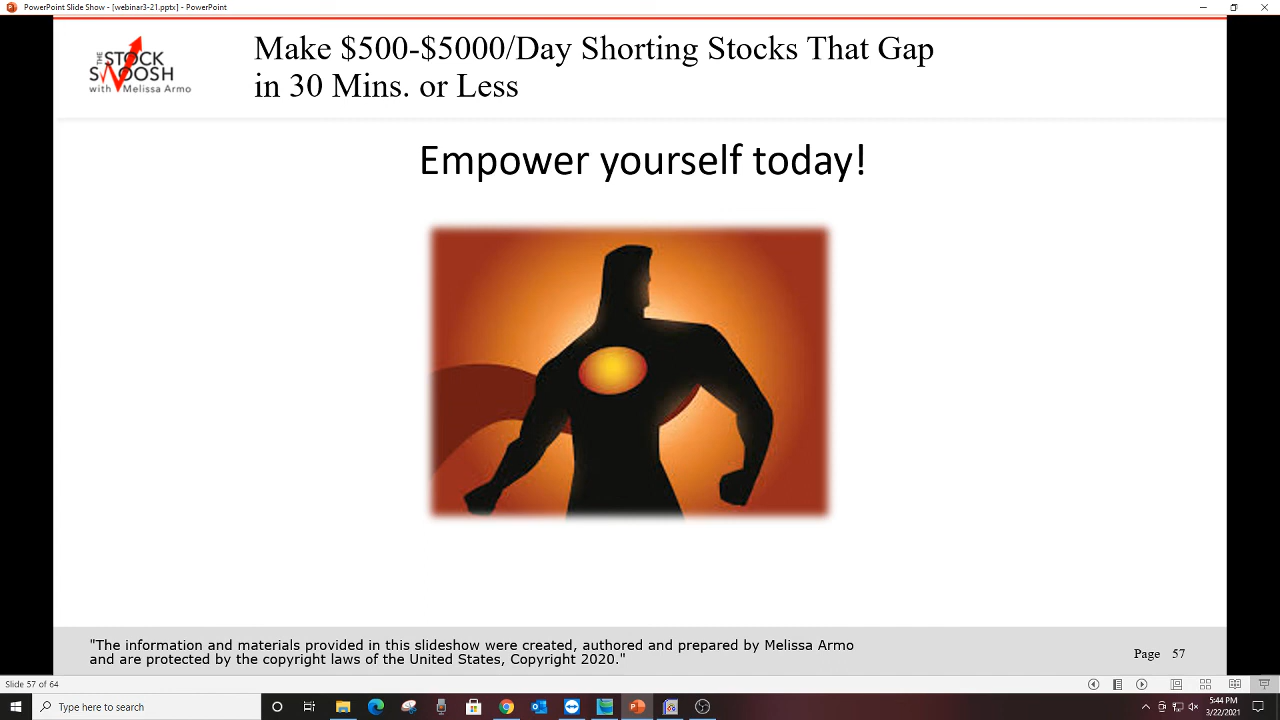 PowerPoint Slide Show - [webinar3-21.pptx] - PowerPoint
THE
STOCK
SWOOSH
with Melissa Armo
Make $500-$5000/Day Shorting Stocks That Gap
in 30 Mins. or Less
Empower yourself today!
"The information and materials provided in this slideshow were created, authored and prepared by Melissa Armo
and are protected by the copyright laws of the United States, Copyright 2020."
Page 57
Slide 57 of 64
Type here to search
5:44 PM
3/22/2021